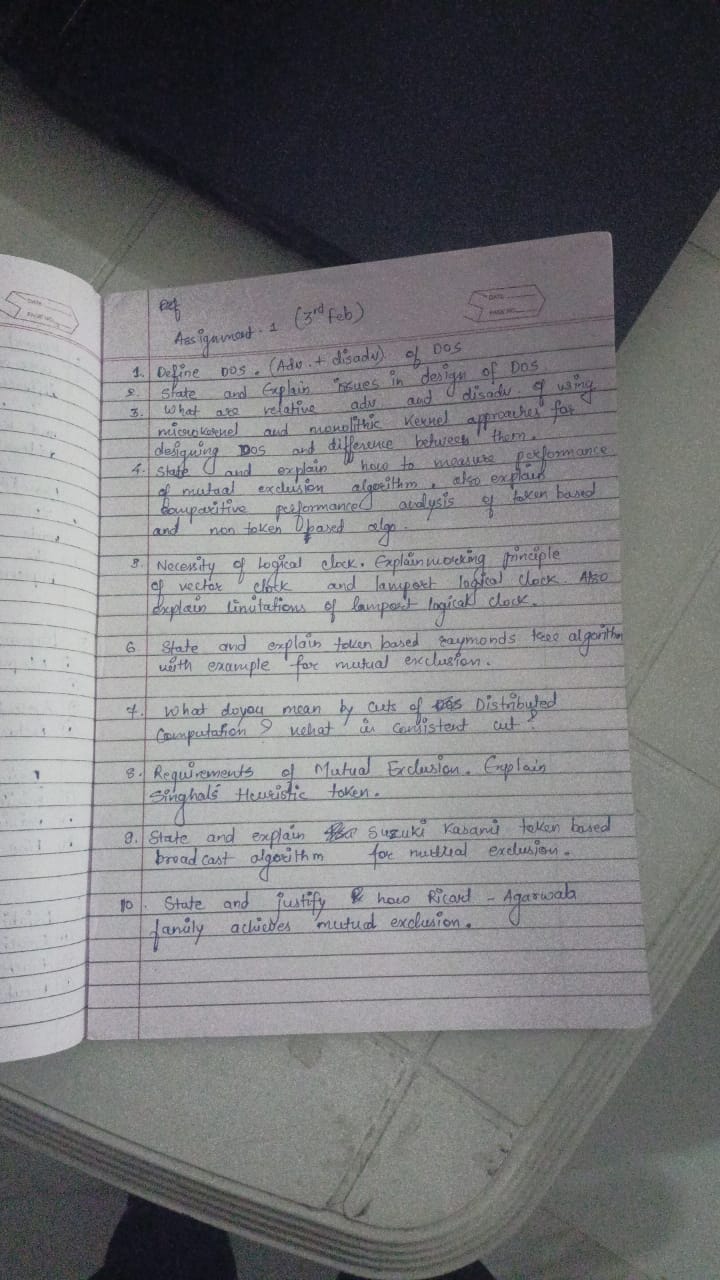 DATE
PAGE NO.
DATE
PAGE NO.
Assignment - 1 (3rd Feb)
1. Define DOS. (Adv. + disadv) of DOS
2. State and Explain issues in design of DOS
3. What are relative adv and disadv. of using
microkernel and monolithic kernel approaches for
designing DOS and difference between them.
4. State and explain how to measure performance
of mutual exclusion algorithm, also explain
comparitive performance analysis of token based
and non token based algo.
5. Necessity of logical clock. Explain working principle
of vector clock and lamport logical clock. Also
explain limitations of lamport logical clock.
6 State and explain token based raymonds tree algorithm
with example for mutual exclusion.
7. What do you mean by cuts of Distributed
Computation? what is consistent cut?
8. Requirements of Mutual Exclusion. Explain
Singhals Heuristic token.
9. State and explain Suzuki Kasami token based
broadcast algorithm for mutual exclusion.
10. State and justify how Ricard - Agarwala
family achieves mutual exclusion.